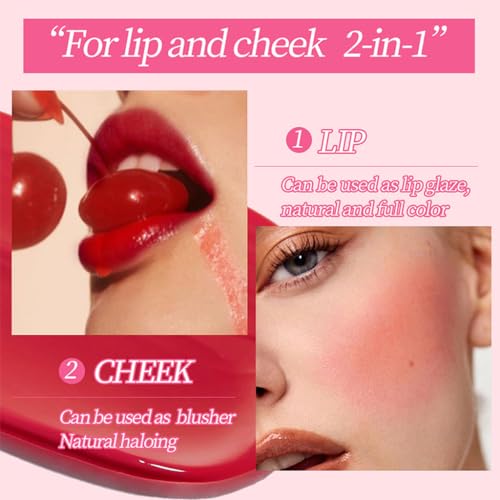 “For lip and cheek 2-in-1”
1 LIP
Can be used as lip glaze,
natural and full color
2 CHEEK
Can be used as blusher
Natural haloing